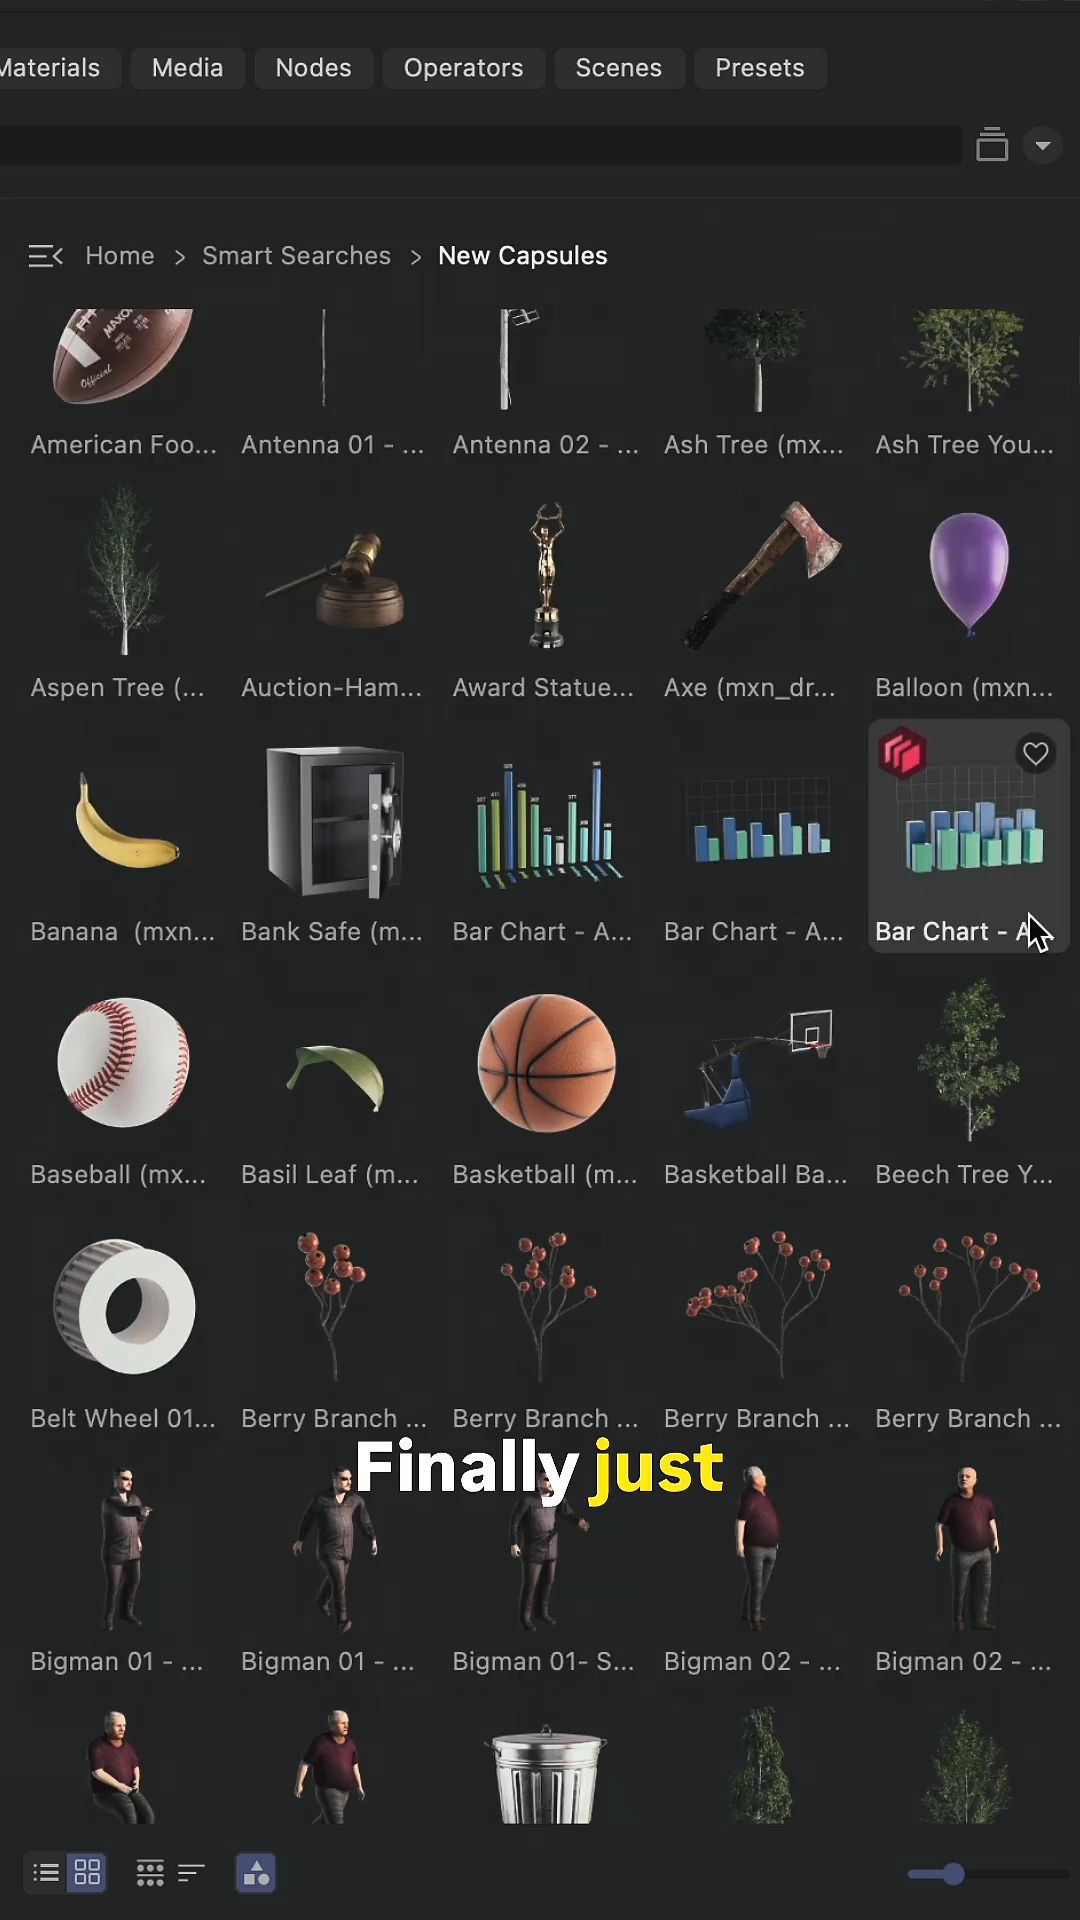 Materials Media Nodes Operators Scenes Presets
Home > Smart Searches > New Capsules
MAXON
Official
American Foo... Antenna 01 - ... Antenna 02 - ... Ash Tree (mx... Ash Tree You...
Aspen Tree (... Auction-Ham... Award Statue... Axe (mxn_dr... Balloon (mxn...
Banana (mxn... Bank Safe (m... Bar Chart - A... Bar Chart - A... Bar Chart - A
Baseball (mx... Basil Leaf (m... Basketball (m... Basketball Ba... Beech Tree Y...
Belt Wheel 01... Berry Branch ... Berry Branch ... Berry Branch ... Berry Branch ...
Finally just
Bigman 01 - ... Bigman 01 - ... Bigman 01- S... Bigman 02 - ... Bigman 02 - ...